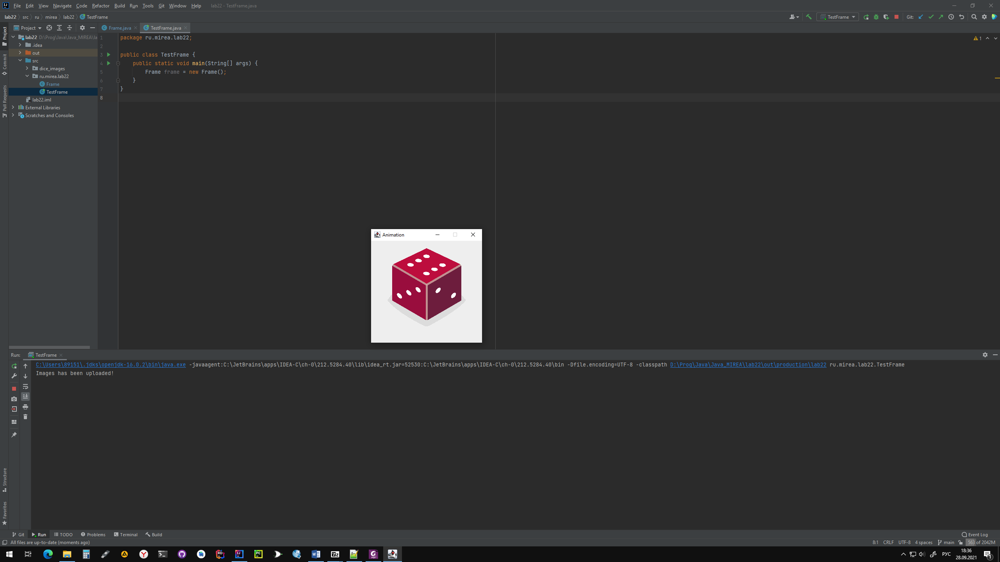 File Edit View Navigate Code Refactor Build Run Tools Git Window Help lab22 - TestFrame.java
lab22 src ru mirea lab22 TestFrame
TestFrame Git:
Project
Frame.java TestFrame.java
Project
Commit
Pull Requests
lab22 D:\Prog\Java\Java_MIREA\la
.idea
out
src
dice_images
ru.mirea.lab22
Frame
TestFrame
lab22.iml
External Libraries
Scratches and Consoles
1 package ru.mirea.lab22;
2
3 public class TestFrame {
4 public static void main(String[] args) {
5 Frame frame = new Frame();
6 }
7 }
8
1
Animation
Run: TestFrame
C:\Users\89151\.jdks\openjdk-16.0.2\bin\java.exe -javaagent:C:\JetBrains\apps\IDEA-C\ch-0\212.5284.40\lib\idea_rt.jar=52530:C:\JetBrains\apps\IDEA-C\ch-0\212.5284.40\bin -Dfile.encoding=UTF-8 -classpath D:\Prog\Java\Java_MIREA\lab22\out\production\lab22 ru.mirea.lab22.TestFrame
Images has been uploaded!
Structure
Favorites
Git Run TODO Problems Terminal Build Event Log
All files are up-to-date (moments ago) 8:1 CRLF UTF-8 4 spaces main 563 of 2042M
РУС 18:36
28.09.2021
1